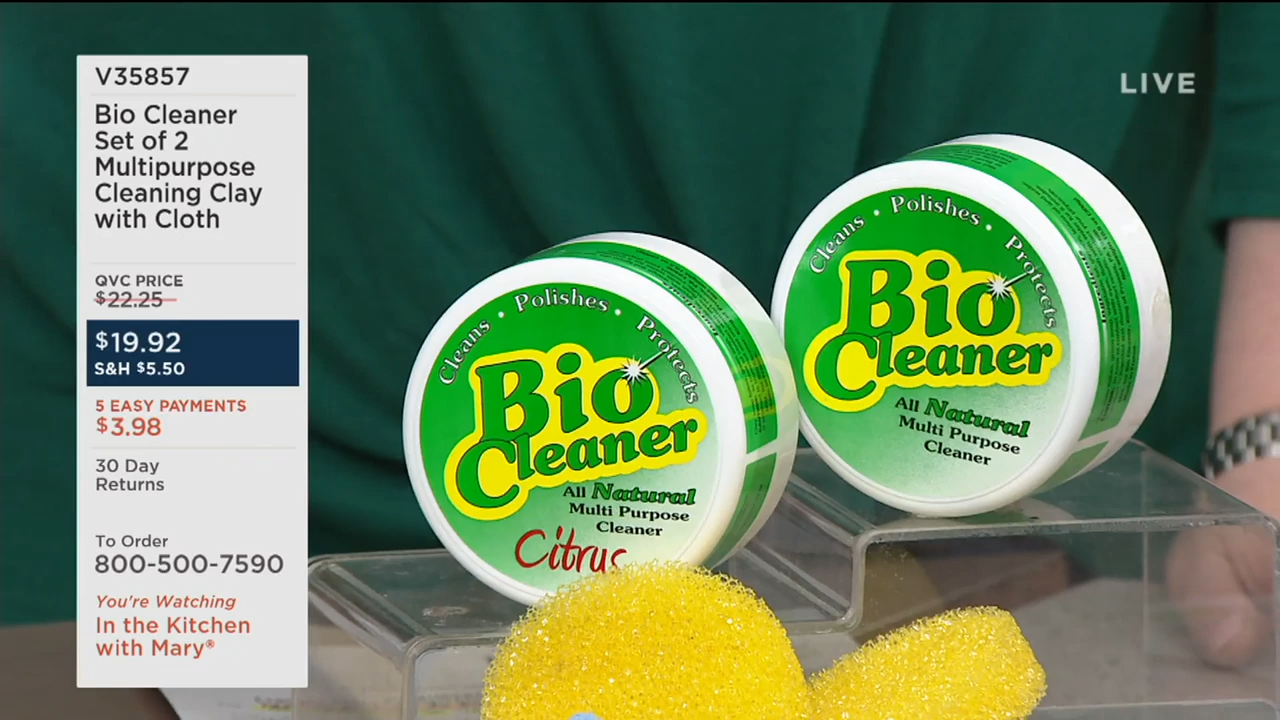 V35857
Bio Cleaner
Set of 2
Multipurpose
Cleaning Clay
with Cloth
QVC PRICE
$22.25
$19.92
S&H $5.50
5 EASY PAYMENTS
$3.98
30 Day
Returns
To Order
800-500-7590
You're Watching
In the Kitchen
with Mary®
LIVE
Cleans • Polishes • Protects
Bio
Cleaner
All Natural
Multi Purpose
Cleaner
Citrus
Cleans • Polishes • Protects
Bio
Cleaner
All Natural
Multi Purpose
Cleaner